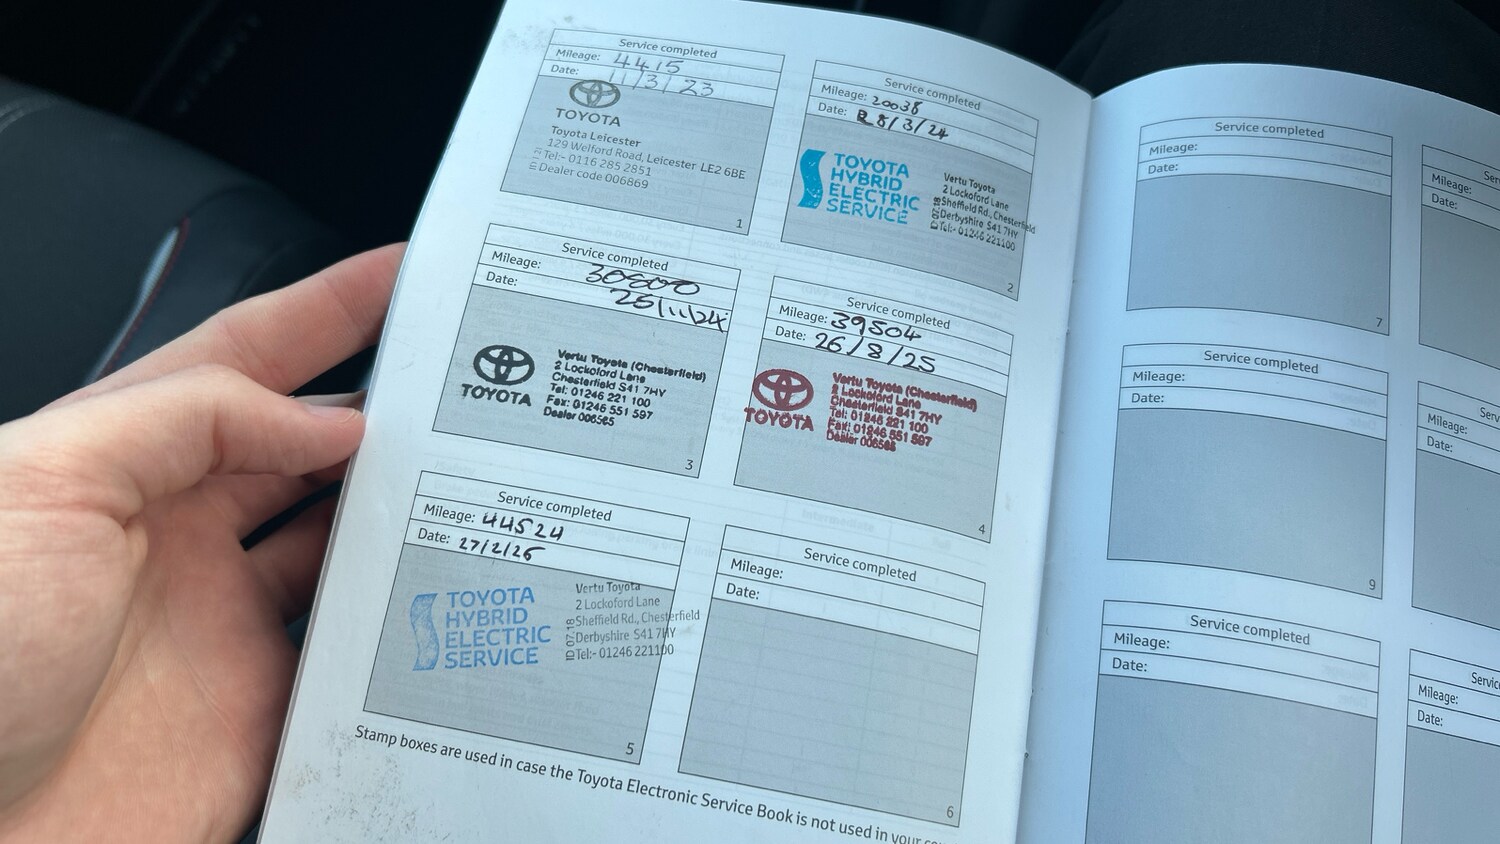 Service completed
Mileage: 4415
Date: 11/3/23
TOYOTA
Toyota Leicester
129 Welford Road, Leicester LE2 6BE
Tel:- 0116 285 2851
Dealer code 006869
1
Service completed
Mileage: 20038
Date: 28/3/24
TOYOTA
HYBRID
ELECTRIC
SERVICE
Vertu Toyota
2 Lockoford Lane
Sheffield Rd., Chesterfield
Derbyshire S41 7HY
Tel:- 01246 221100
2
Service completed
Mileage: 30600
Date: 25/11/24
TOYOTA
Vertu Toyota (Chesterfield)
2 Lockoford Lane
Chesterfield S41 7HY
Tel: 01246 221 100
Fax: 01246 551 597
Dealer 006565
3
Service completed
Mileage: 39504
Date: 26/8/25
TOYOTA
Vertu Toyota (Chesterfield)
2 Lockoford Lane
Chesterfield S41 7HY
Tel: 01246 221 100
Fax: 01246 551 597
Dealer 006565
4
Service completed
Mileage: 44524
Date: 27/2/26
TOYOTA
HYBRID
ELECTRIC
SERVICE
ID 07.18
Vertu Toyota
2 Lockoford Lane
Sheffield Rd., Chesterfield
Derbyshire S41 7HY
Tel:- 01246 221100
5
Service completed
Mileage:
Date:
6
Stamp boxes are used in case the Toyota Electronic Service Book is not used in your
Service completed
Mileage:
Date:
7
Mileage:
Date:
Service completed
Mileage:
Date:
9
Mileage:
Date:
Service completed
Mileage:
Date:
Mileage:
Date: